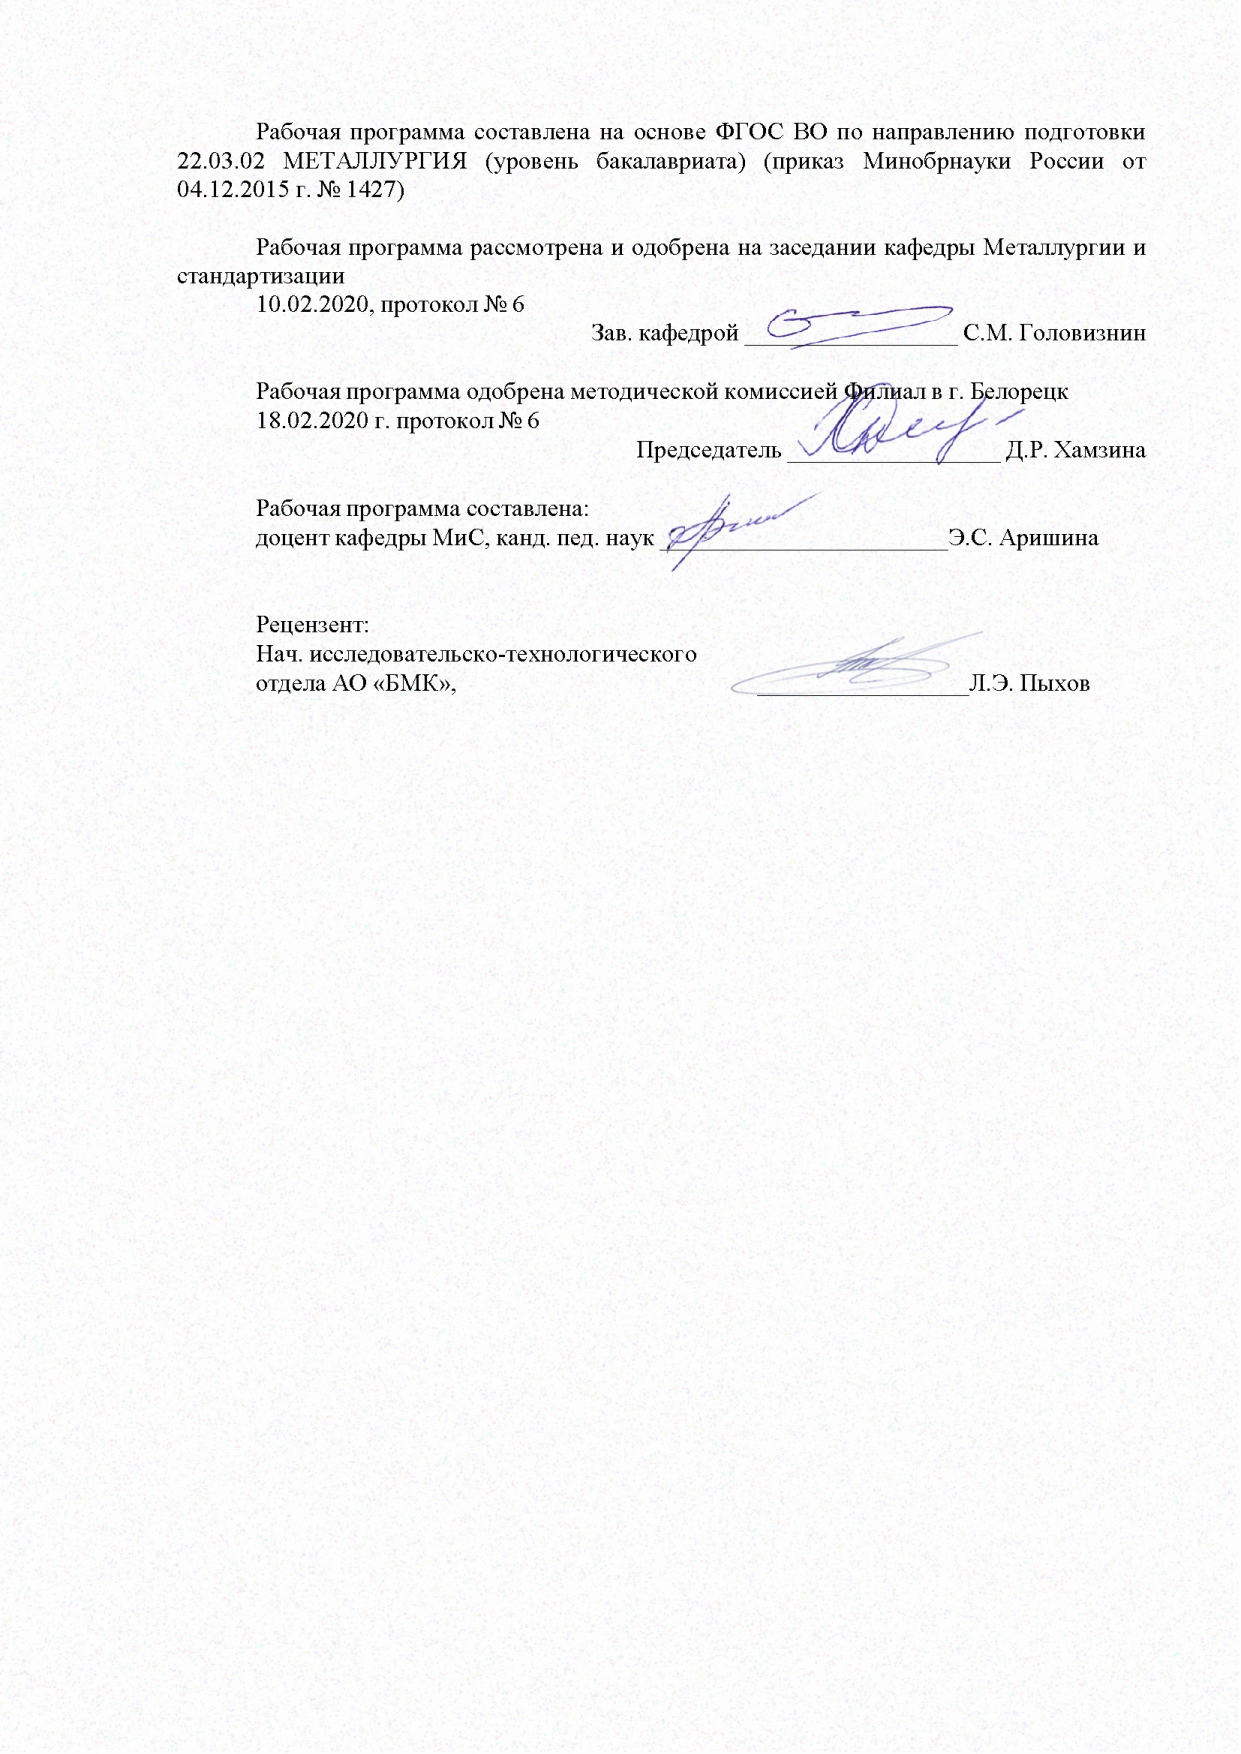 Рабочая программа составлена на основе ФГОС ВО по направлению подготовки
22.03.02 МЕТАЛЛУРГИЯ (уровень бакалавриата) (приказ Минобрнауки России от
04.12.2015 г. № 1427)
Рабочая программа рассмотрена и одобрена на заседании кафедры Металлургии и
стандартизации
10.02.2020, протокол № 6
Зав. кафедрой _________________ С.М. Головизнин
Рабочая программа одобрена методической комиссией Филиал в г. Белорецк
18.02.2020 г. протокол № 6
Председатель _________________ Д.Р. Хамзина
Рабочая программа составлена:
доцент кафедры МиС, канд. пед. наук _______________________Э.С. Аришина
Рецензент:
Нач. исследовательско-технологического
отдела АО «БМК», _________________Л.Э. Пыхов